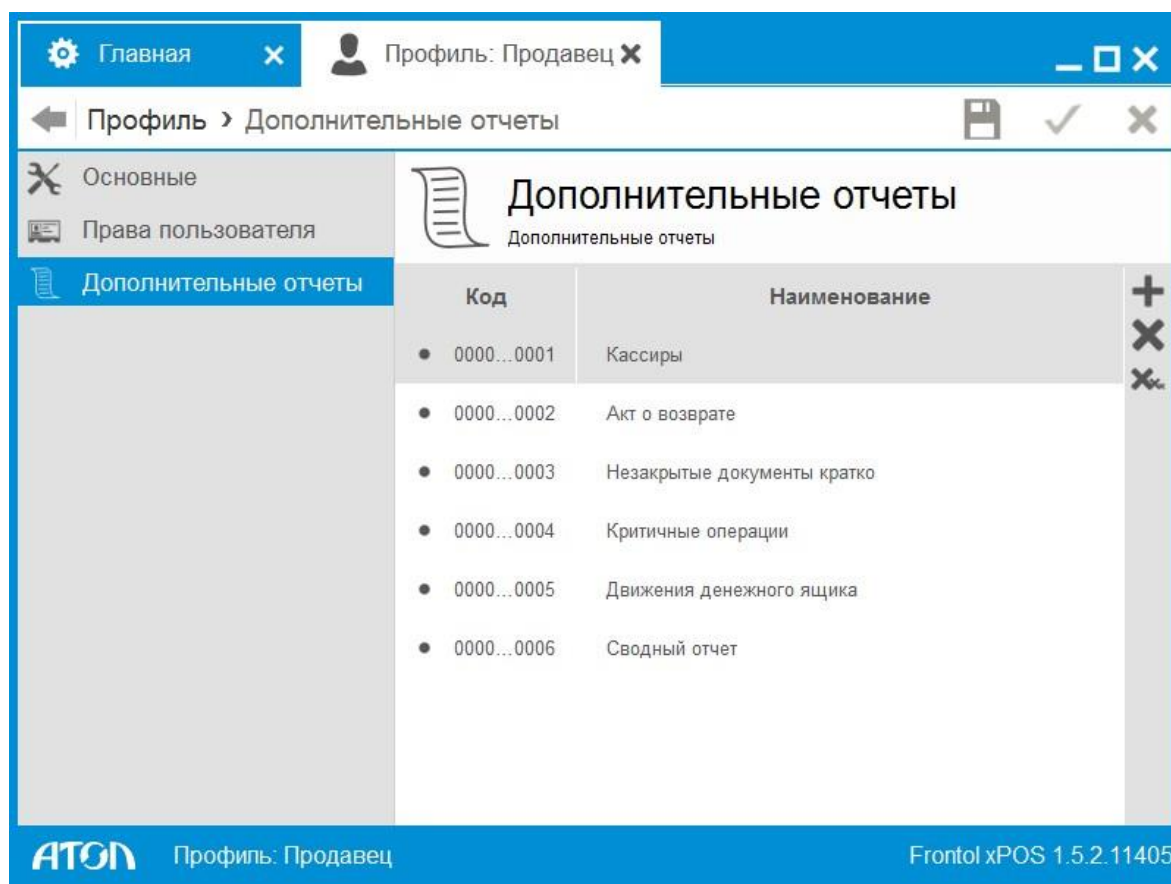 Главная
Профиль: Продавец
Профиль › Дополнительные отчеты
Основные
Права пользователя
Дополнительные отчеты
Дополнительные отчеты
Дополнительные отчеты
Код Наименование
0000...0001 Кассиры
0000...0002 Акт о возврате
0000...0003 Незакрытые документы кратко
0000...0004 Критичные операции
0000...0005 Движения денежного ящика
0000...0006 Сводный отчет
АТОЛ Профиль: Продавец Frontol xPOS 1.5.2.11405